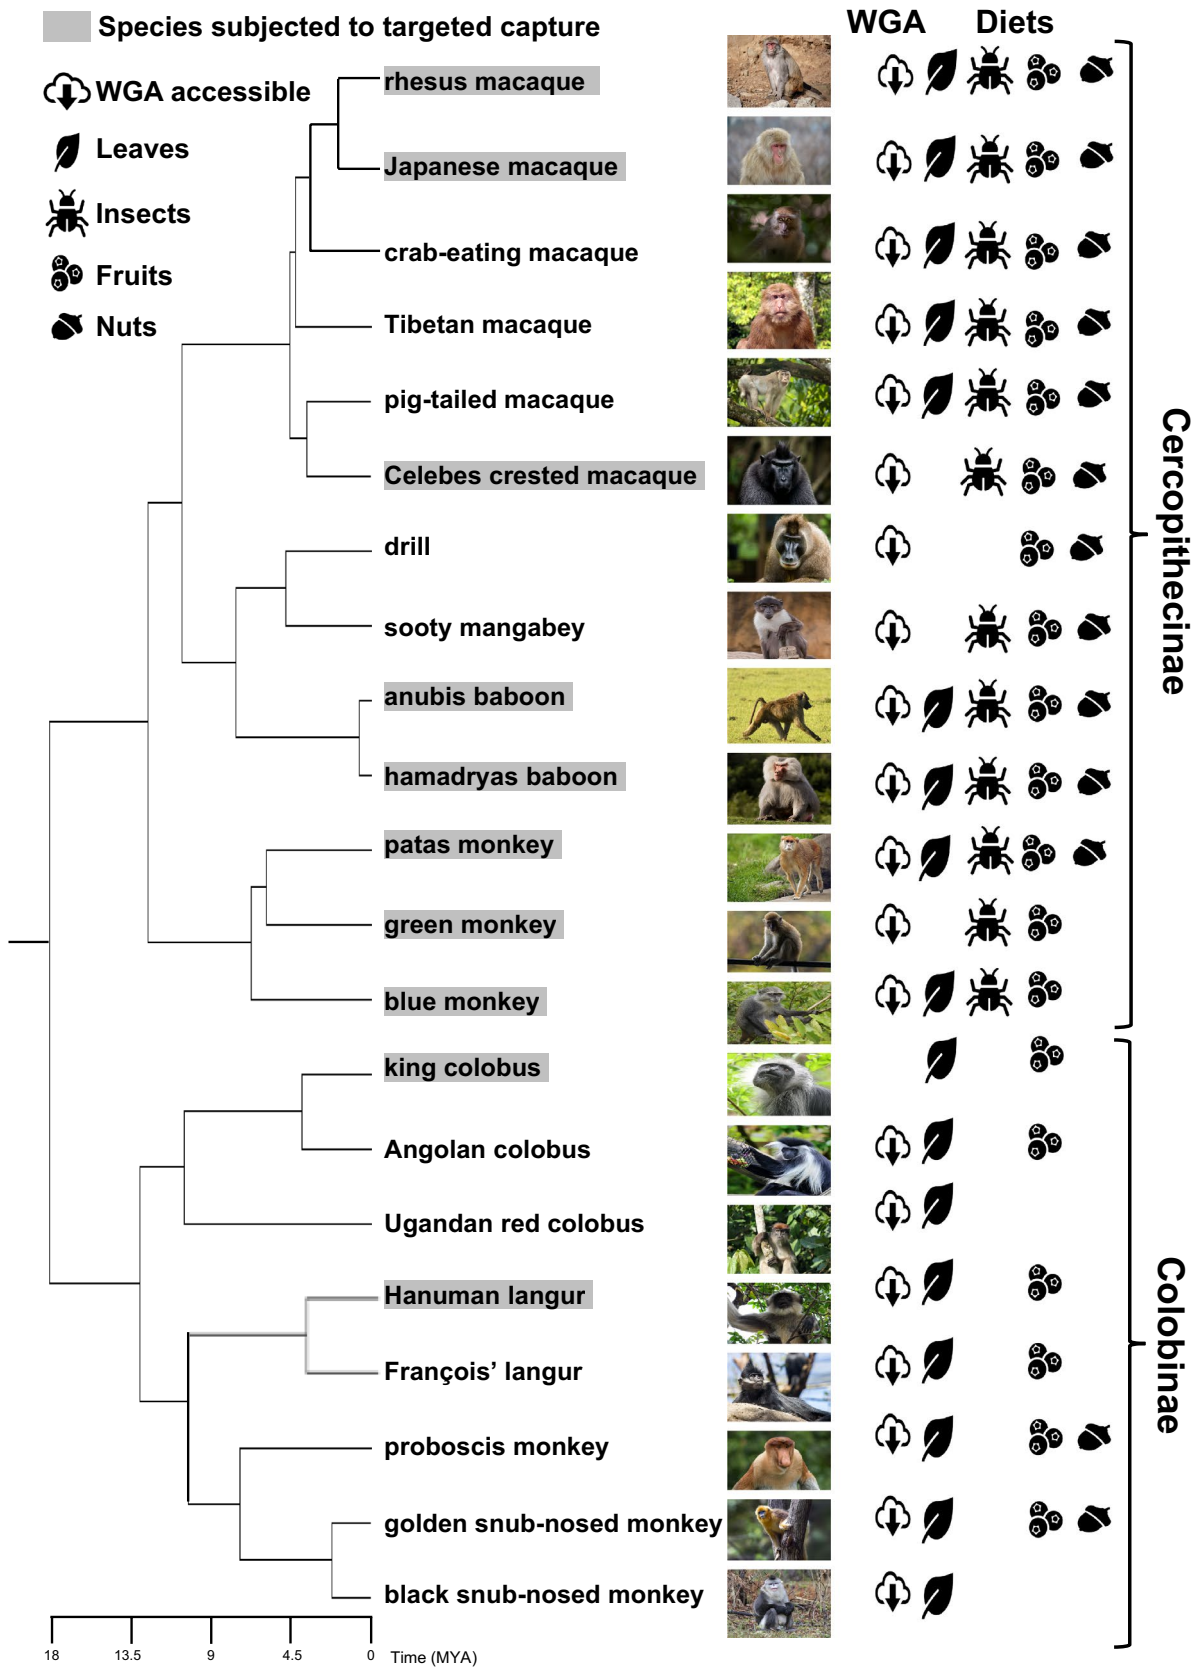 Species subjected to targeted capture
WGA accessible
Leaves
Insects
Fruits
Nuts
WGA Diets
rhesus macaque
Japanese macaque
crab-eating macaque
Tibetan macaque
pig-tailed macaque
Celebes crested macaque
drill
sooty mangabey
anubis baboon
hamadryas baboon
patas monkey
green monkey
blue monkey
king colobus
Angolan colobus
Ugandan red colobus
Hanuman langur
François’ langur
proboscis monkey
golden snub-nosed monkey
black snub-nosed monkey
Cercopithecinae
Colobinae
18 13.5 9 4.5 0 Time (MYA)